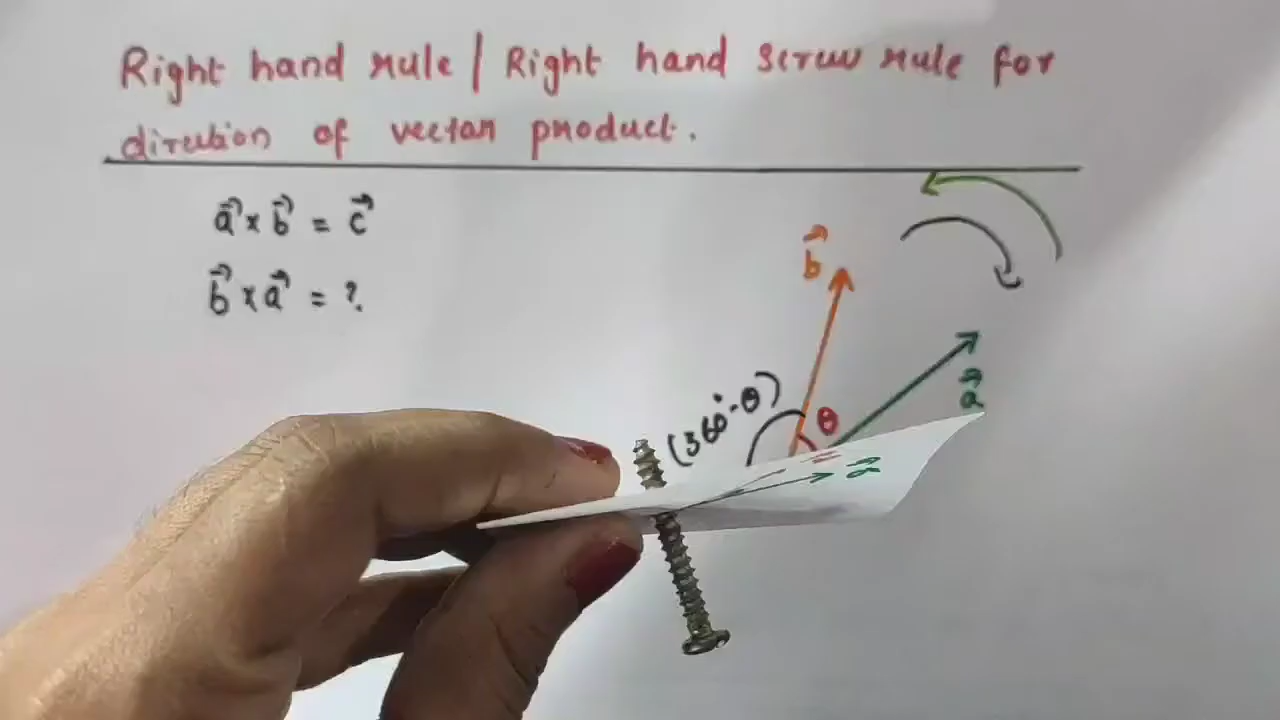 Right hand rule / Right hand screw rule for
direction of vector product.
a⃗ × b⃗ = c⃗
b⃗ × a⃗ = ?
b⃗
a⃗
(360°-θ)
θ
a⃗